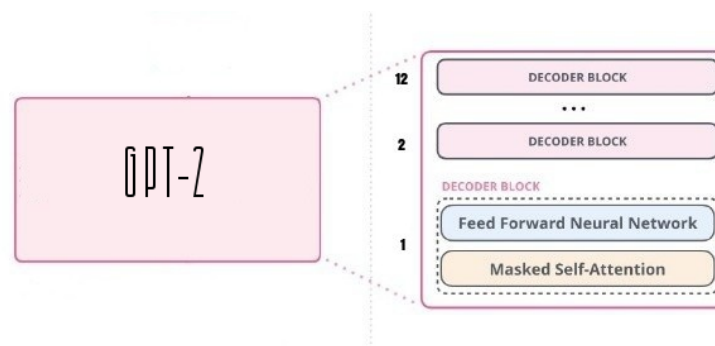 GPT-2
12
DECODER BLOCK
...
2
DECODER BLOCK
DECODER BLOCK
1
Feed Forward Neural Network
Masked Self-Attention